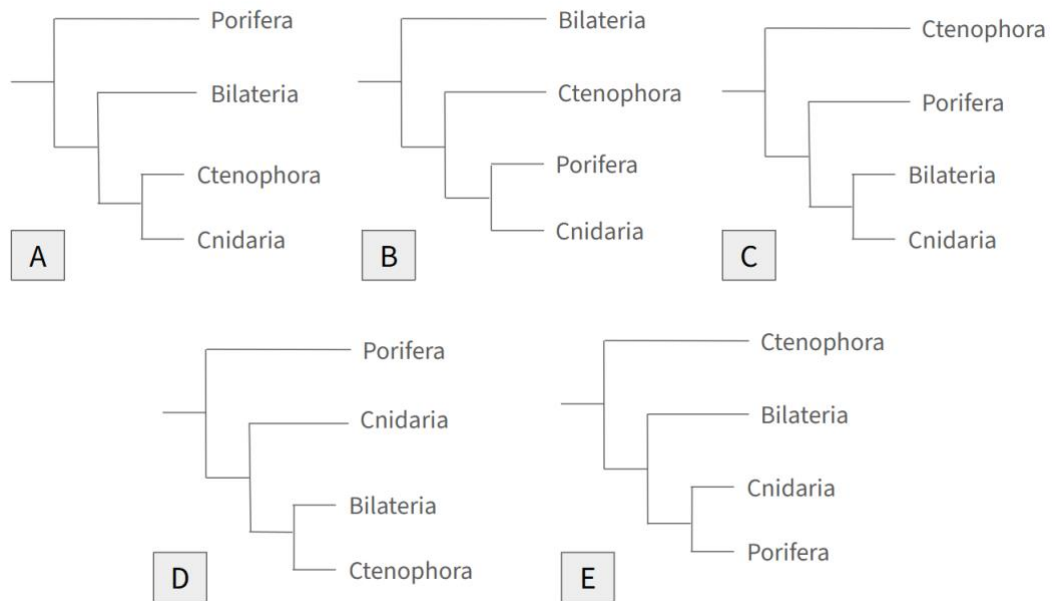 Porifera
Bilateria
Ctenophora
Cnidaria
A
Bilateria
Ctenophora
Porifera
Cnidaria
B
Ctenophora
Porifera
Bilateria
Cnidaria
C
Porifera
Cnidaria
Bilateria
Ctenophora
D
Ctenophora
Bilateria
Cnidaria
Porifera
E